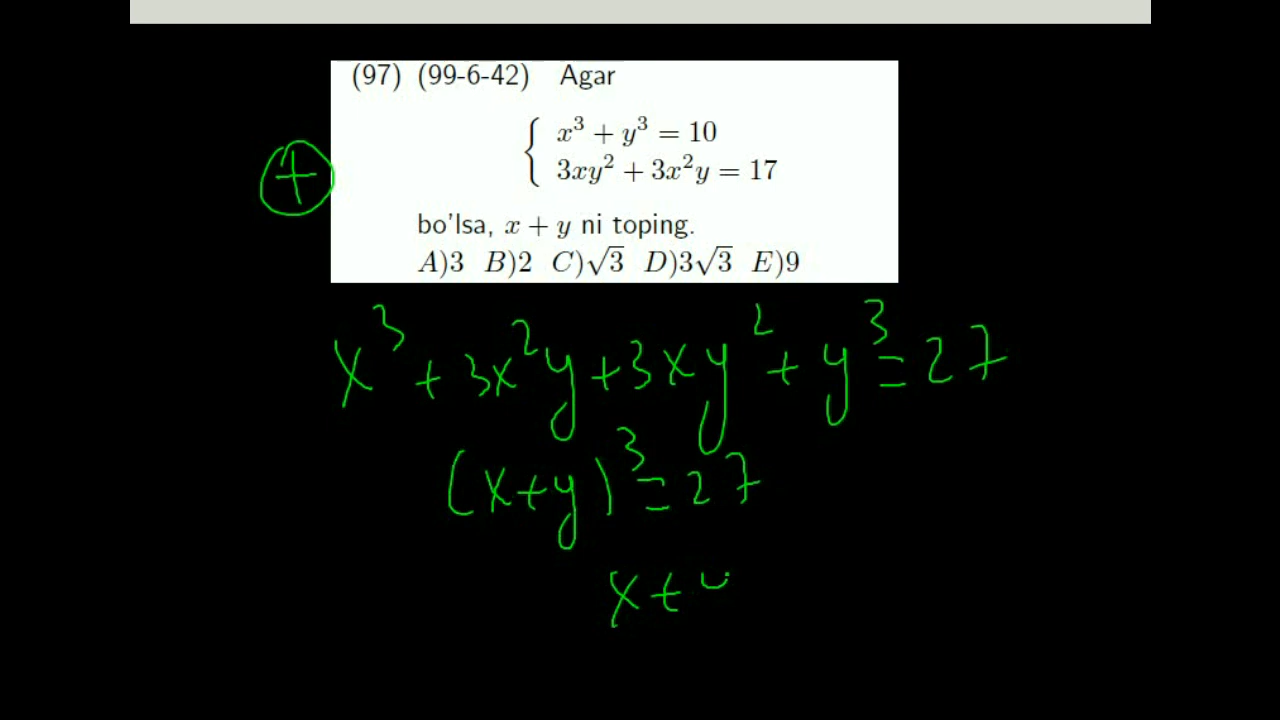 (97) (99-6-42) Agar
x³ + y³ = 10
3xy² + 3x²y = 17
+
bo'lsa, x + y ni toping.
A)3 B)2 C)√3 D)3√3 E)9
x³ + 3x²y + 3xy² + y³ = 27
(x+y)³ = 27
x +